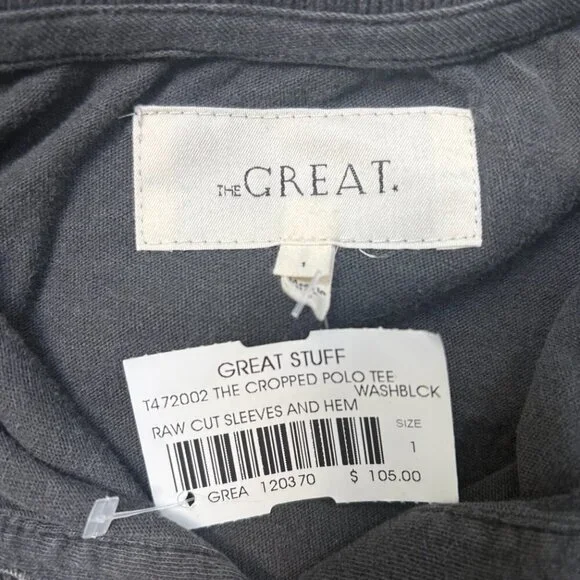 THE GREAT.
1
GREAT STUFF
T472002 THE CROPPED POLO TEE
WASHBLCK
RAW CUT SLEEVES AND HEM
SIZE
1
GREA 120370 $ 105.00